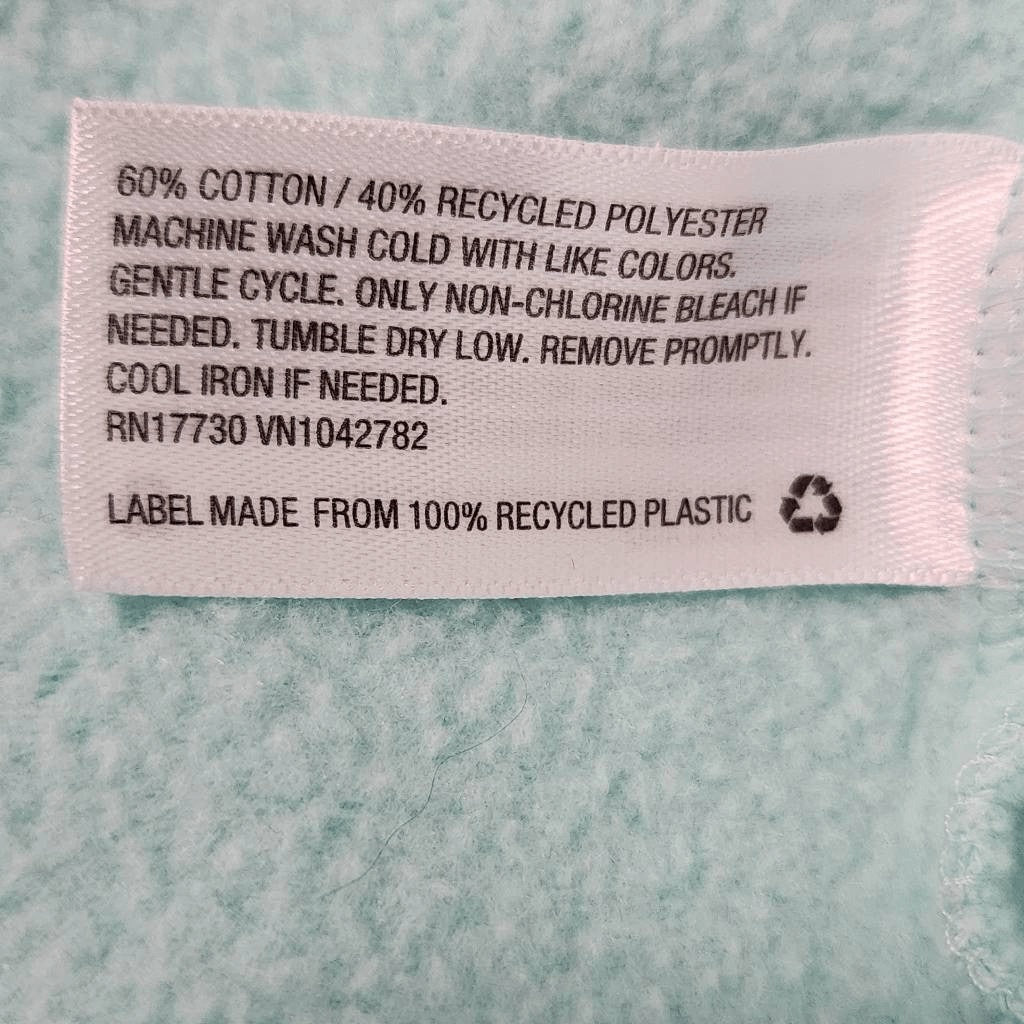 60% COTTON / 40% RECYCLED POLYESTER
MACHINE WASH COLD WITH LIKE COLORS.
GENTLE CYCLE. ONLY NON-CHLORINE BLEACH IF
NEEDED. TUMBLE DRY LOW. REMOVE PROMPTLY.
COOL IRON IF NEEDED.
RN17730 VN1042782
LABEL MADE FROM 100% RECYCLED PLASTIC